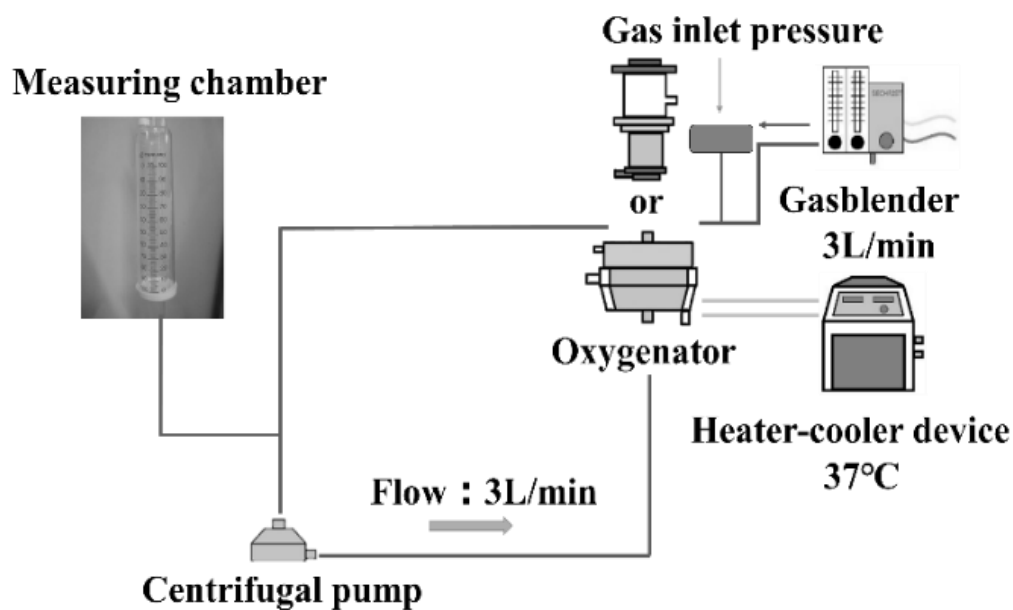 Gas inlet pressure
Measuring chamber
or
Gasblender
3L/min
Oxygenator
Heater-cooler device
37℃
Flow：3L/min
Centrifugal pump